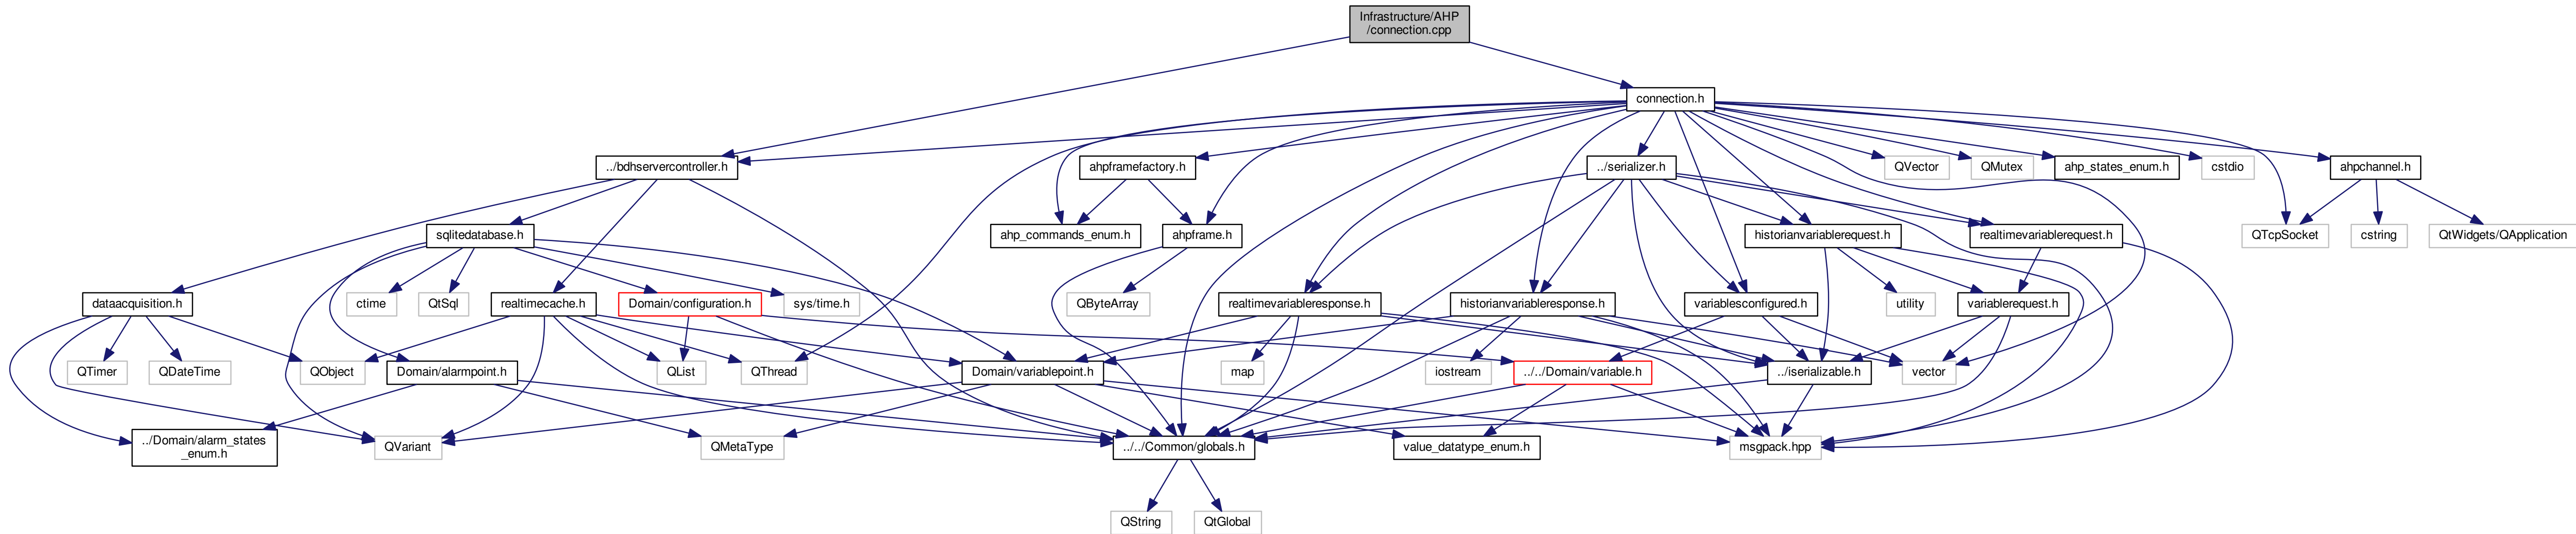 Infrastructure/AHP
/connection.cpp
connection.h
../bdhservercontroller.h
ahpframefactory.h
../serializer.h
QVector
QMutex
ahp_states_enum.h
cstdio
ahpchannel.h
sqlitedatabase.h
ahp_commands_enum.h
ahpframe.h
historianvariablerequest.h
realtimevariablerequest.h
QTcpSocket
cstring
QtWidgets/QApplication
dataacquisition.h
ctime
QtSql
realtimecache.h
Domain/configuration.h
sys/time.h
QByteArray
realtimevariableresponse.h
historianvariableresponse.h
variablesconfigured.h
utility
variablerequest.h
QTimer
QDateTime
QObject
Domain/alarmpoint.h
QList
QThread
Domain/variablepoint.h
map
iostream
../../Domain/variable.h
../iserializable.h
vector
../Domain/alarm_states
_enum.h
QVariant
QMetaType
../../Common/globals.h
value_datatype_enum.h
msgpack.hpp
QString
QtGlobal